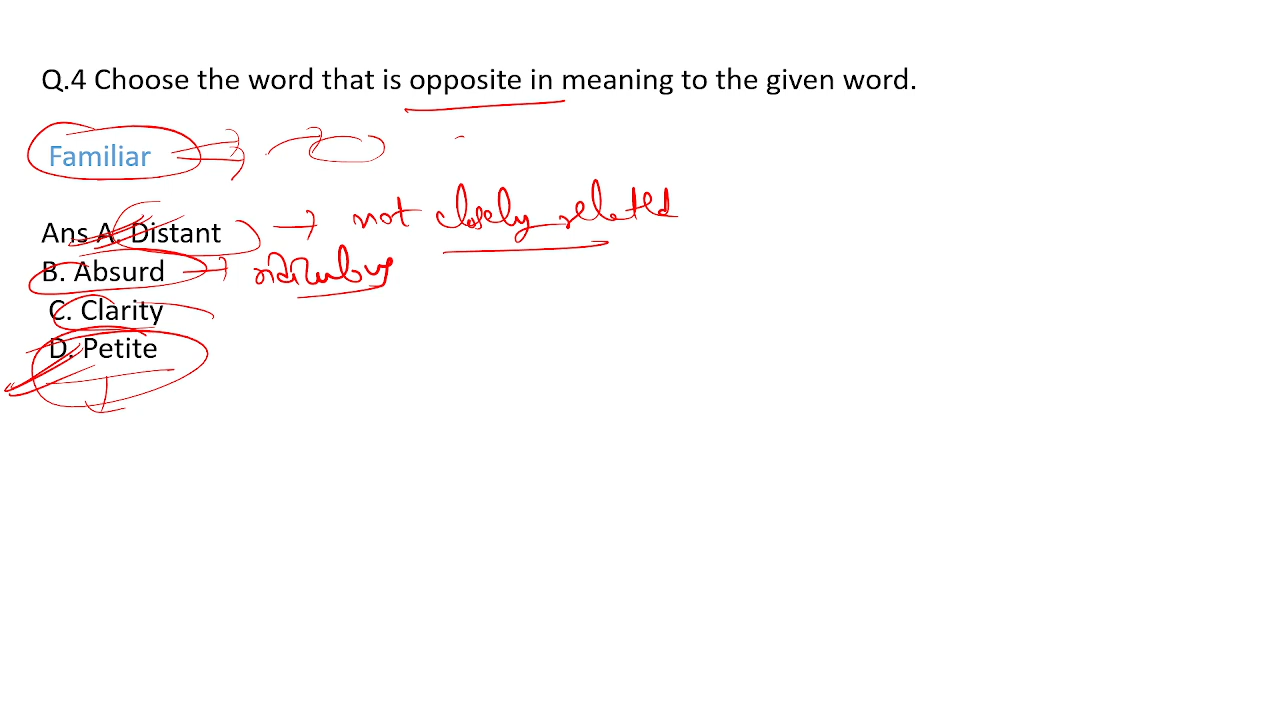 Q.4 Choose the word that is opposite in meaning to the given word.
Familiar
Ans A. Distant → not closely related
B. Absurd →
C. Clarity
D. Petite